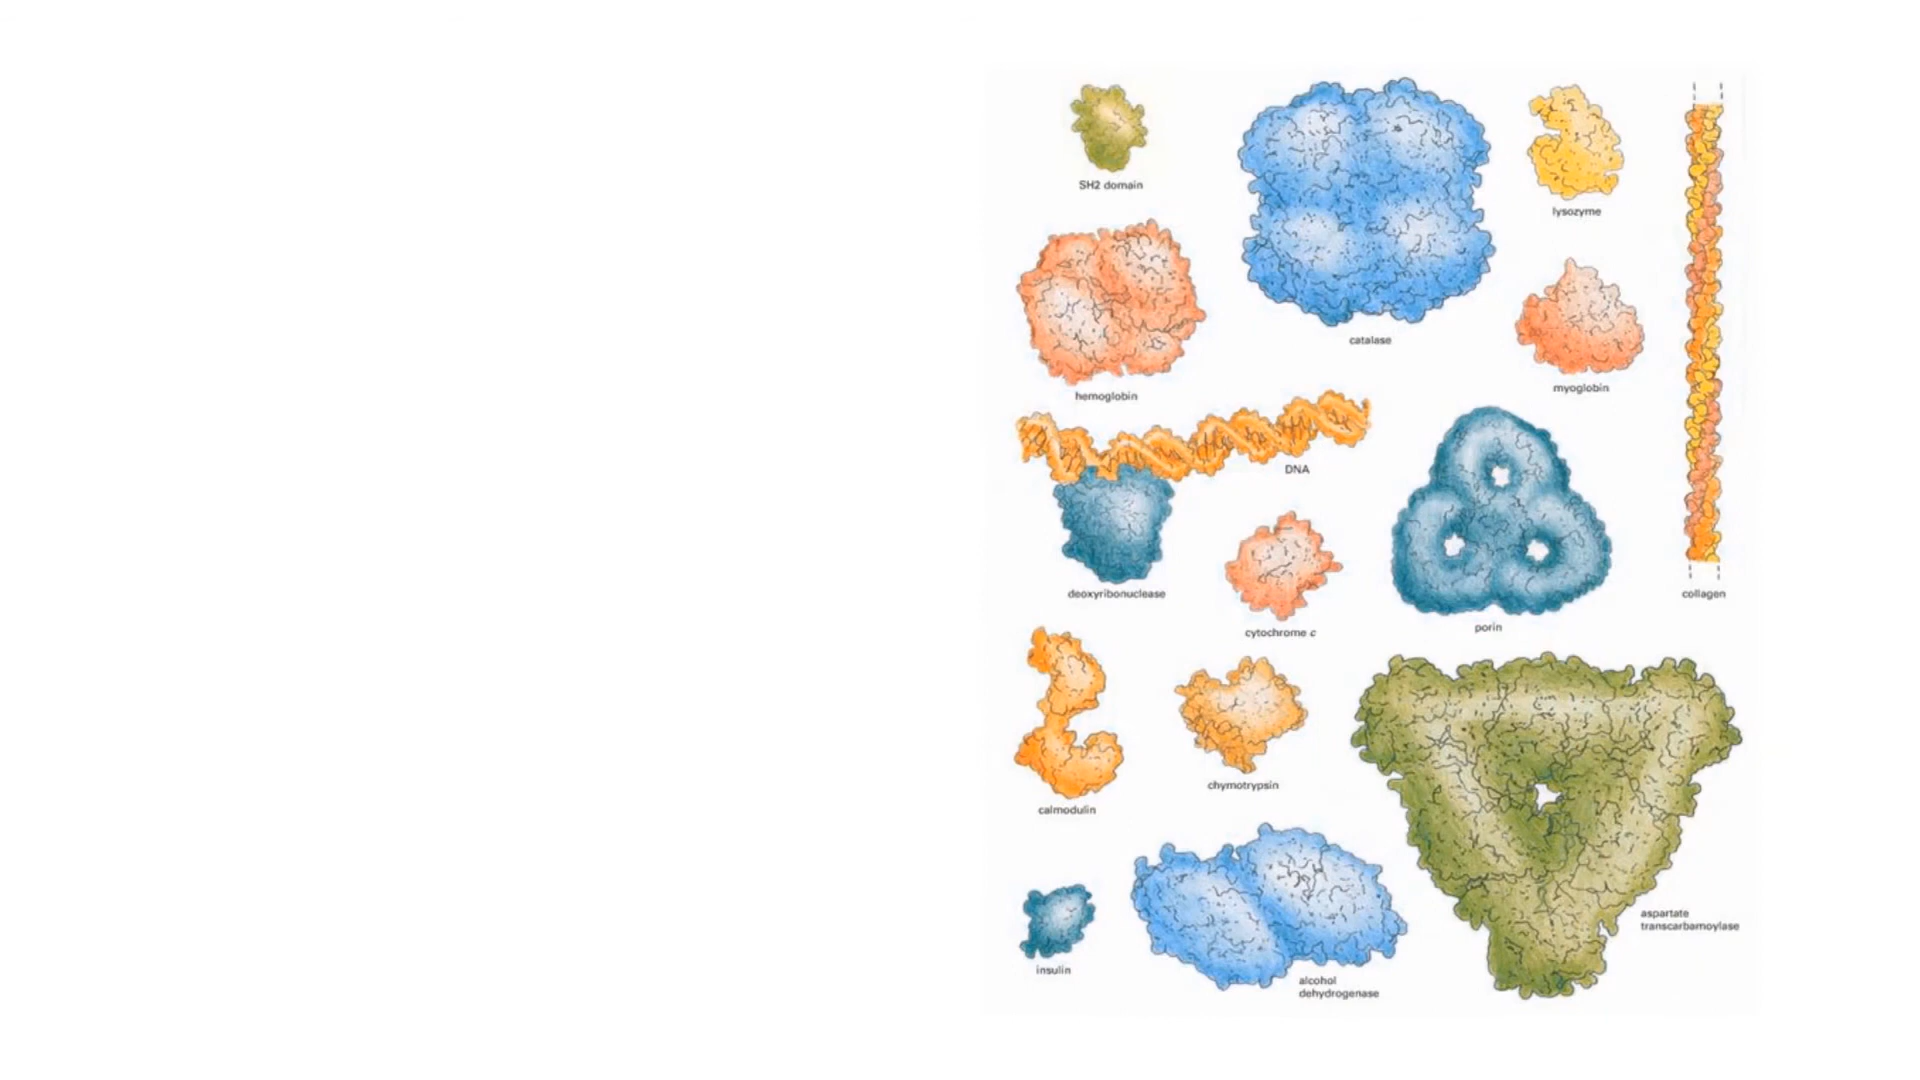 SH2 domain
lysozyme
catalase
myoglobin
hemoglobin
DNA
deoxyribonuclease
collagen
porin
cytochrome c
chymotrypsin
calmodulin
aspartate
transcarbamoylase
insulin
alcohol
dehydrogenase